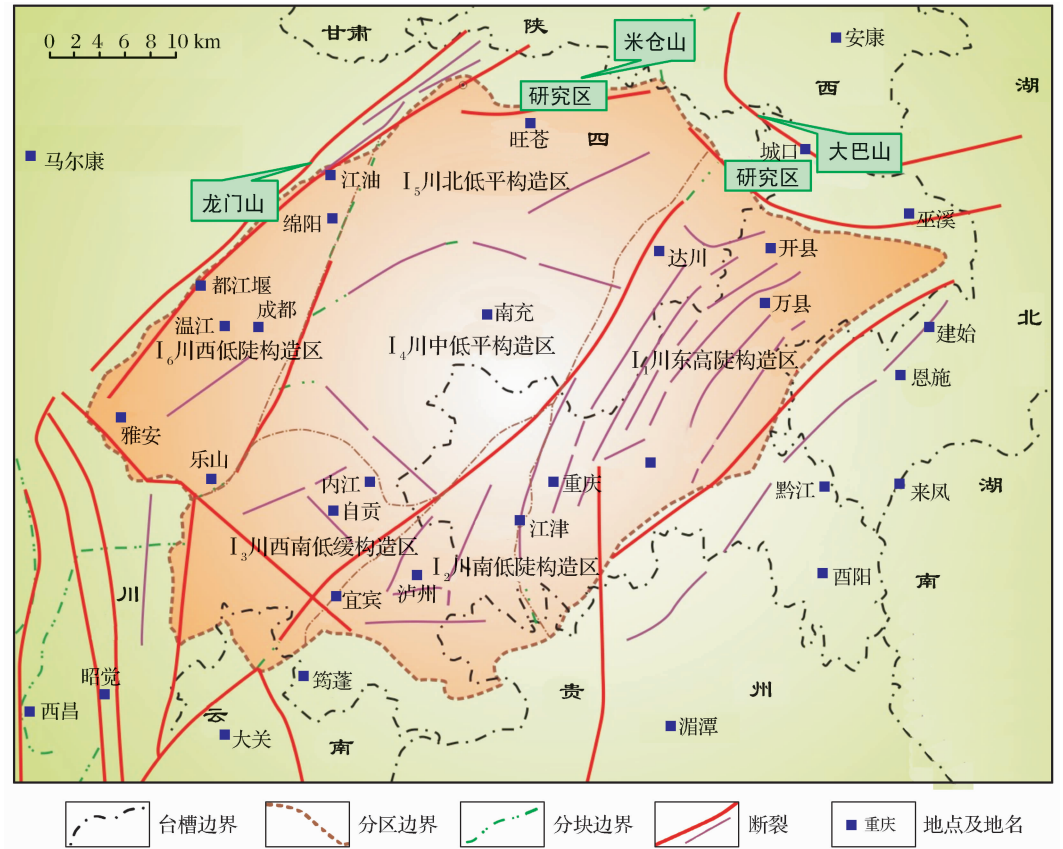 0 2 4 6 8 10 km
甘肃
陕
米仓山
安康
西
湖
研究区
旺苍
四
城口
大巴山
马尔康
龙门山
江油
I5川北低平构造区
研究区
绵阳
巫溪
达川
开县
都江堰
成都
温江
南充
万县
北
建始
I6川西低陡构造区
I4川中低平构造区
I1川东高陡构造区
恩施
雅安
乐山
内江
重庆
黔江
来凤
湖
自贡
江津
I3川西南低缓构造区
I2川南低陡构造区
酉阳
南
川
宜宾
泸州
昭觉
筠蓬
贵
州
西昌
云
大关
南
湄潭
台槽边界
分区边界
分块边界
断裂
重庆
地点及地名